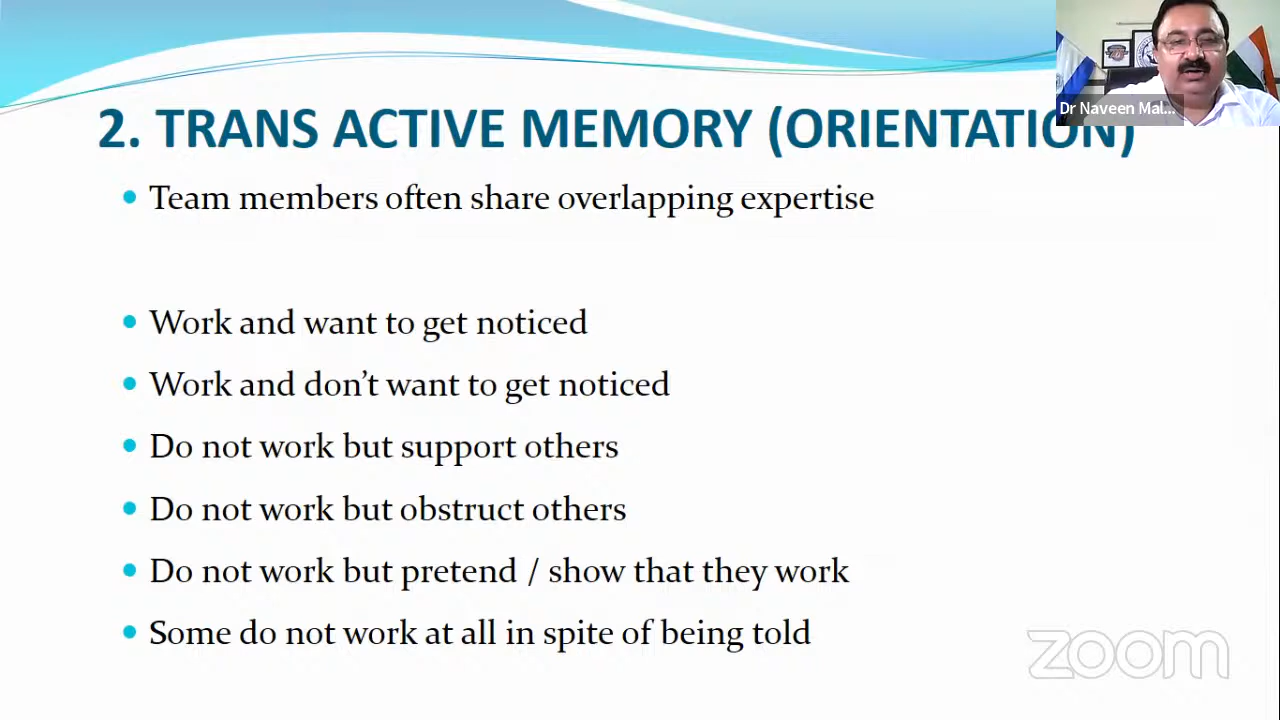 2. TRANS ACTIVE MEMORY (ORIENTATION)
Dr Naveen Mal...
• Team members often share overlapping expertise
• Work and want to get noticed
• Work and don’t want to get noticed
• Do not work but support others
• Do not work but obstruct others
• Do not work but pretend / show that they work
• Some do not work at all in spite of being told
zoom